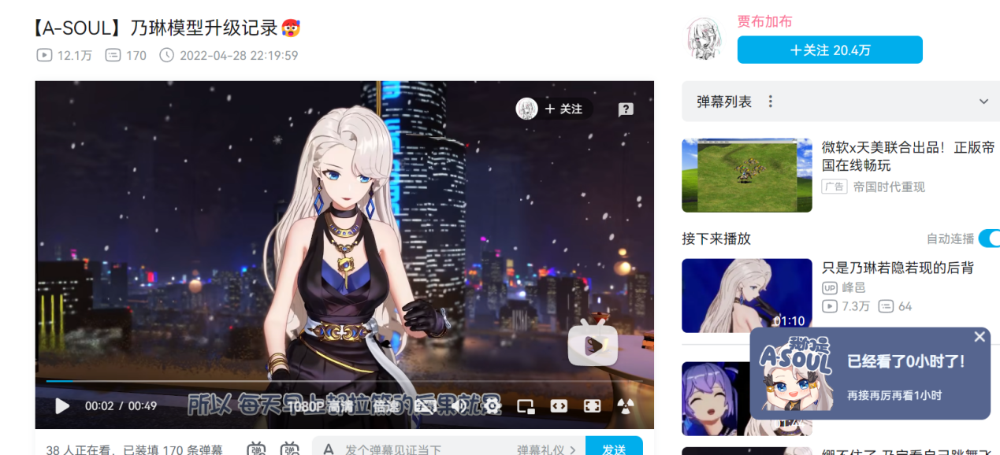 【A-SOUL】乃琳模型升级记录🥵
12.1万 170 2022-04-28 22:19:59
贾布加布
+关注 20.4万
+ 关注
弹幕列表
微软x天美联合出品！正版帝
国在线畅玩
广告 帝国时代重现
接下来播放
自动连播
只是乃琳若隐若现的后背
UP 峰邑
7.3万 64
01:10
我们是
A-SOUL
已经看了0小时了!
再接再厉再看1小时
00:02 / 00:49
所以 每天早上都拉筋的后果就是
1080P 高清
倍速
38 人正在看，已装填 170 条弹幕
发个弹幕见证当下
弹幕礼仪 >
发送